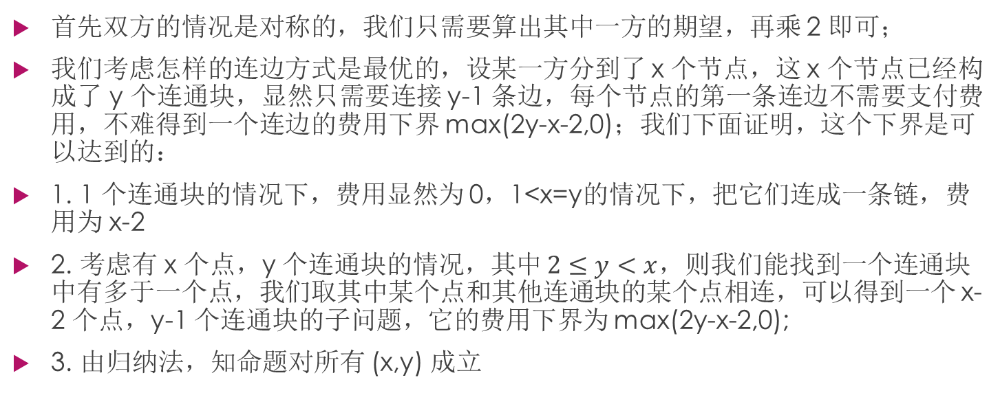 首先双方的情况是对称的，我们只需要算出其中一方的期望，再乘 2 即可；
我们考虑怎样的连边方式是最优的，设某一方分到了 x 个节点，这 x 个节点已经构
成了 y 个连通块，显然只需要连接 y-1 条边，每个节点的第一条连边不需要支付费
用，不难得到一个连边的费用下界 max(2y-x-2,0)；我们下面证明，这个下界是可
以达到的：
1. 1 个连通块的情况下，费用显然为 0，1<x=y的情况下，把它们连成一条链，费
用为 x-2
2. 考虑有 x 个点，y 个连通块的情况，其中 2 ≤ y < x，则我们能找到一个连通块
中有多于一个点，我们取其中某个点和其他连通块的某个点相连，可以得到一个 x-
2 个点，y-1 个连通块的子问题，它的费用下界为 max(2y-x-2,0);
3. 由归纳法，知命题对所有 (x,y) 成立